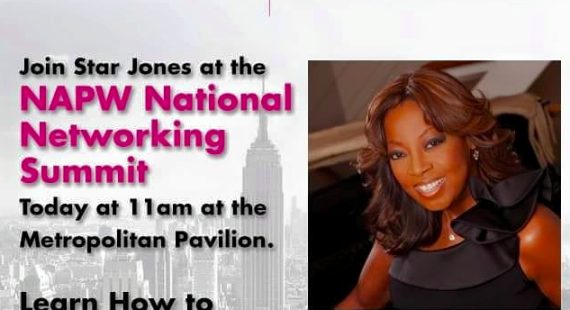 Join Star Jones at the
NAPW National
Networking
Summit
Today at 11am at the
Metropolitan Pavilion.
Learn How to